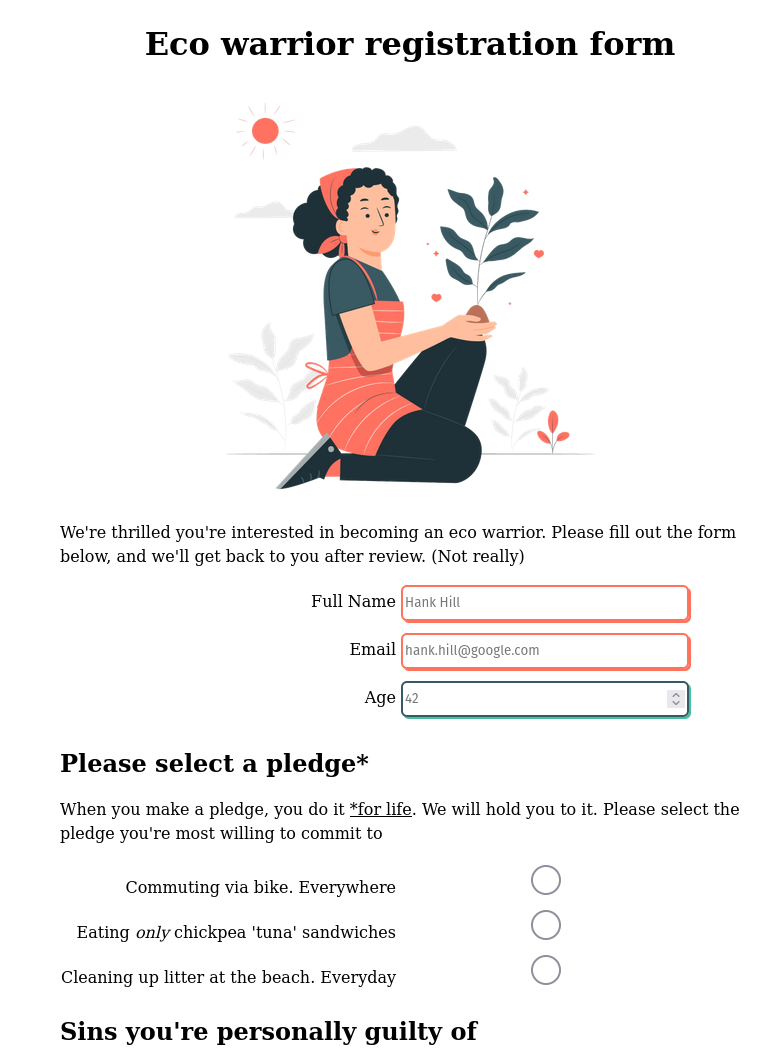 Eco warrior registration form
We're thrilled you're interested in becoming an eco warrior. Please fill out the form
below, and we'll get back to you after review. (Not really)
Full Name Hank Hill
Email hank.hill@google.com
Age 42
Please select a pledge*
When you make a pledge, you do it *for life. We will hold you to it. Please select the
pledge you're most willing to commit to
Commuting via bike. Everywhere
Eating only chickpea 'tuna' sandwiches
Cleaning up litter at the beach. Everyday
Sins you're personally guilty of